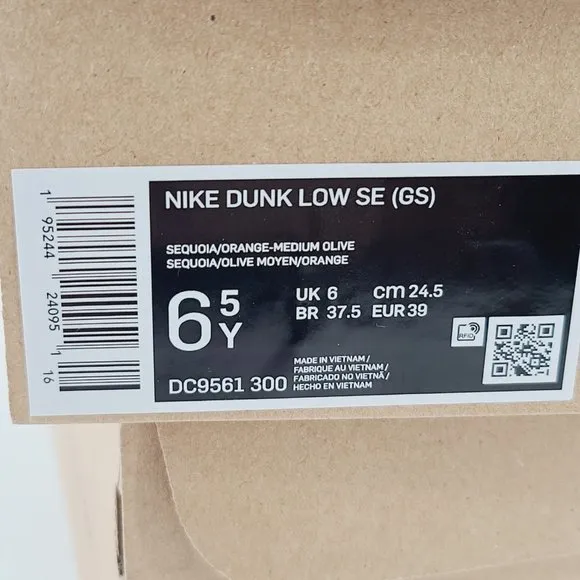 1 95244 24095 1 16
NIKE DUNK LOW SE (GS)
SEQUOIA/ORANGE-MEDIUM OLIVE
SEQUOIA/OLIVE MOYEN/ORANGE
6 5 Y
UK 6 cm 24.5
BR 37.5 EUR 39
RFID
MADE IN VIETNAM /
FABRIQUE AU VIETNAM /
FABRICADO NO VIETNÃ /
HECHO EN VIETNAM
DC9561 300